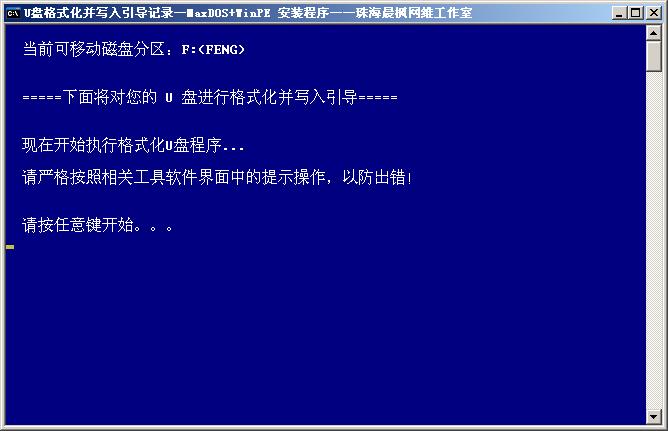 U盘格式化并写入引导记录—MaxDOS+WinPE 安装程序——珠海晨枫网维工作室
当前可移动磁盘分区：F:(FENG)
=====下面将对您的 U 盘进行格式化并写入引导=====
现在开始执行格式化U盘程序...
请严格按照相关工具软件界面中的提示操作，以防出错!
请按任意键开始。。。